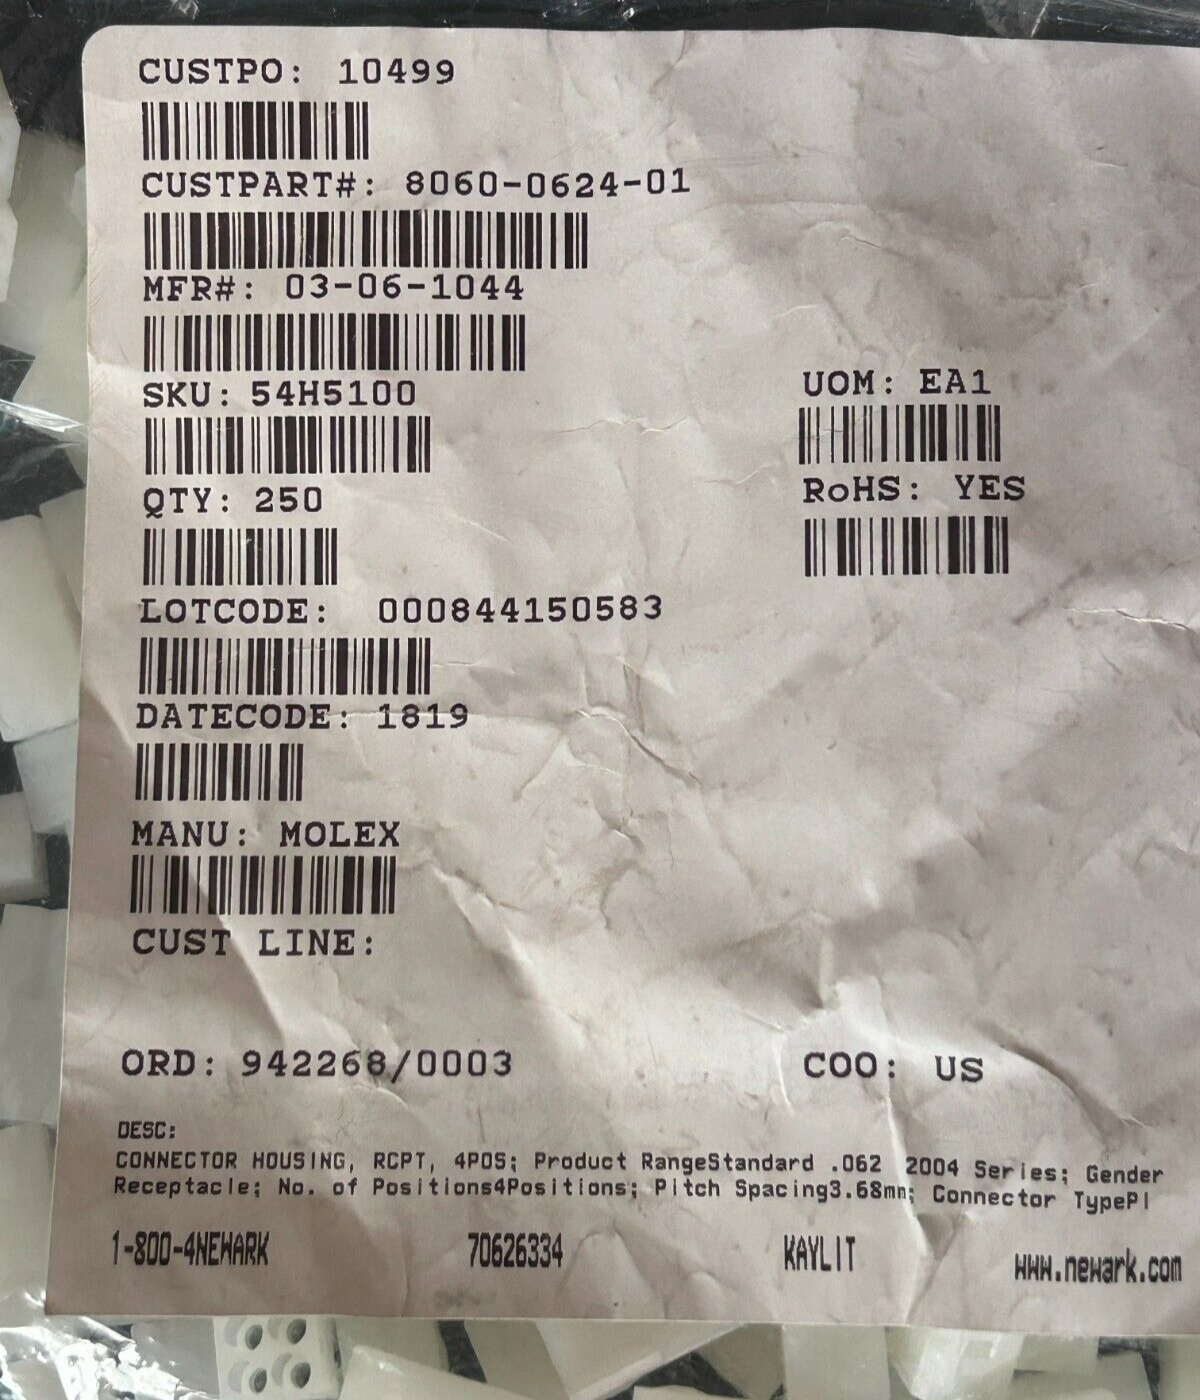 CUSTPO: 10499
CUSTPART#: 8060-0624-01
MFR#: 03-06-1044
SKU: 54H5100
UOM: EA1
RoHS: YES
QTY: 250
LOTCODE: 000844150583
DATECODE: 1819
MANU: MOLEX
CUST LINE:
ORD: 942268/0003 COO: US
DESC:
CONNECTOR HOUSING, RCPT, 4POS; Product RangeStandard .062 2004 Series; Gender
Receptacle; No. of Positions4Positions; Pitch Spacing3.68mm; Connector TypePl
1-800-4NEWARK 70626334 KAYLIT www.newark.com